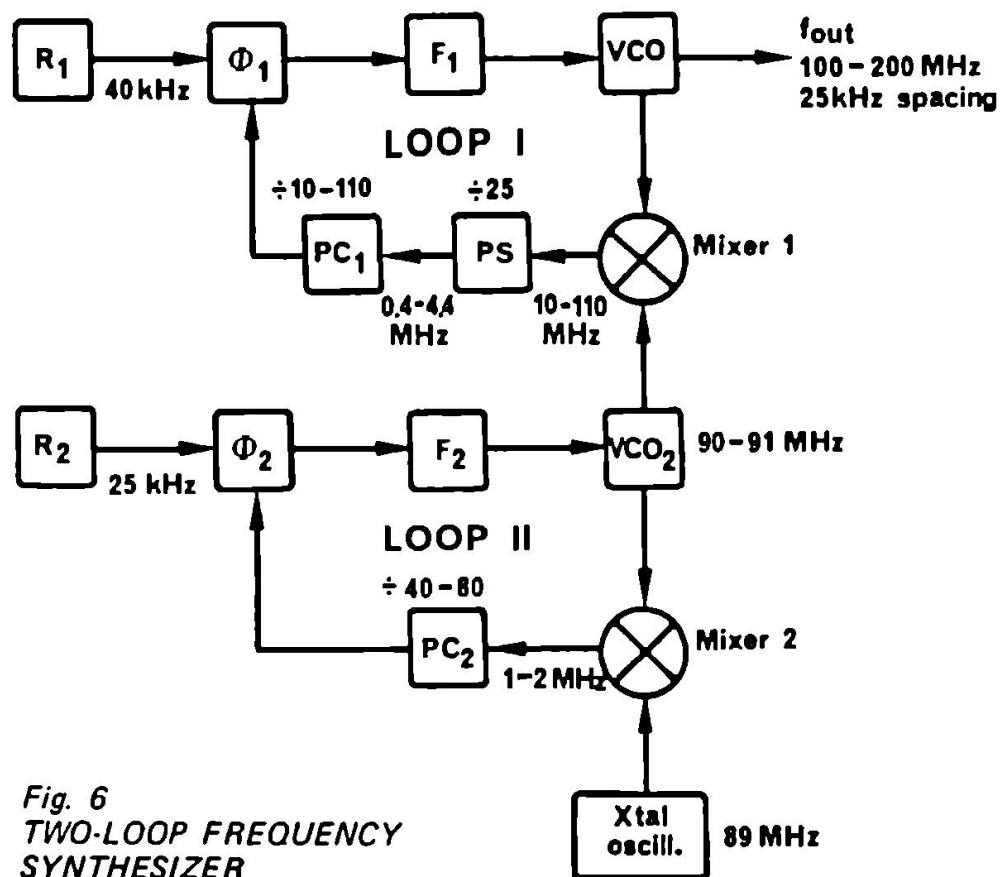 R1
40 kHz
Φ1
F1
VCO
fout
100-200 MHz
25kHz spacing
LOOP I
÷10-110
÷25
PC1
PS
Mixer 1
0,4-4,4
MHz
10-110
MHz
R2
25 kHz
Φ2
F2
VCO2
90-91 MHz
LOOP II
÷ 40-80
PC2
1-2 MHz
Mixer 2
Xtal
oscill.
89 MHz
Fig. 6
TWO-LOOP FREQUENCY
SYNTHESIZER